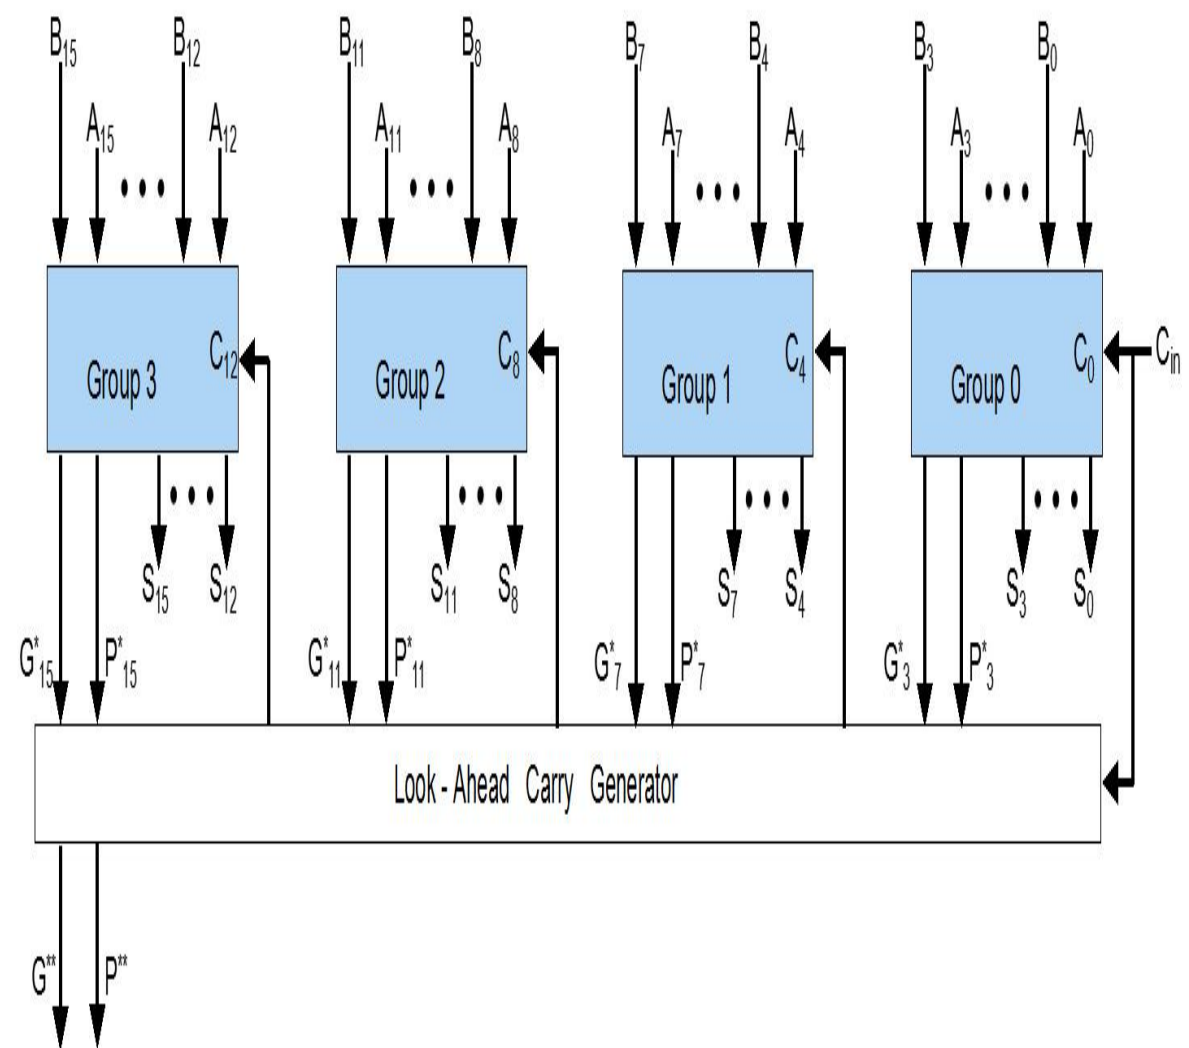 B15 B12 B11 B8 B7 B4 B3 B0
A15 A12 A11 A8 A7 A4 A3 A0
C12 C8 C4 C0 Cin
Group 3 Group 2 Group 1 Group 0
S15 S12 S11 S8 S7 S4 S3 S0
G*15 P*15 G*11 P*11 G*7 P*7 G*3 P*3
Look - Ahead Carry Generator
G** P**